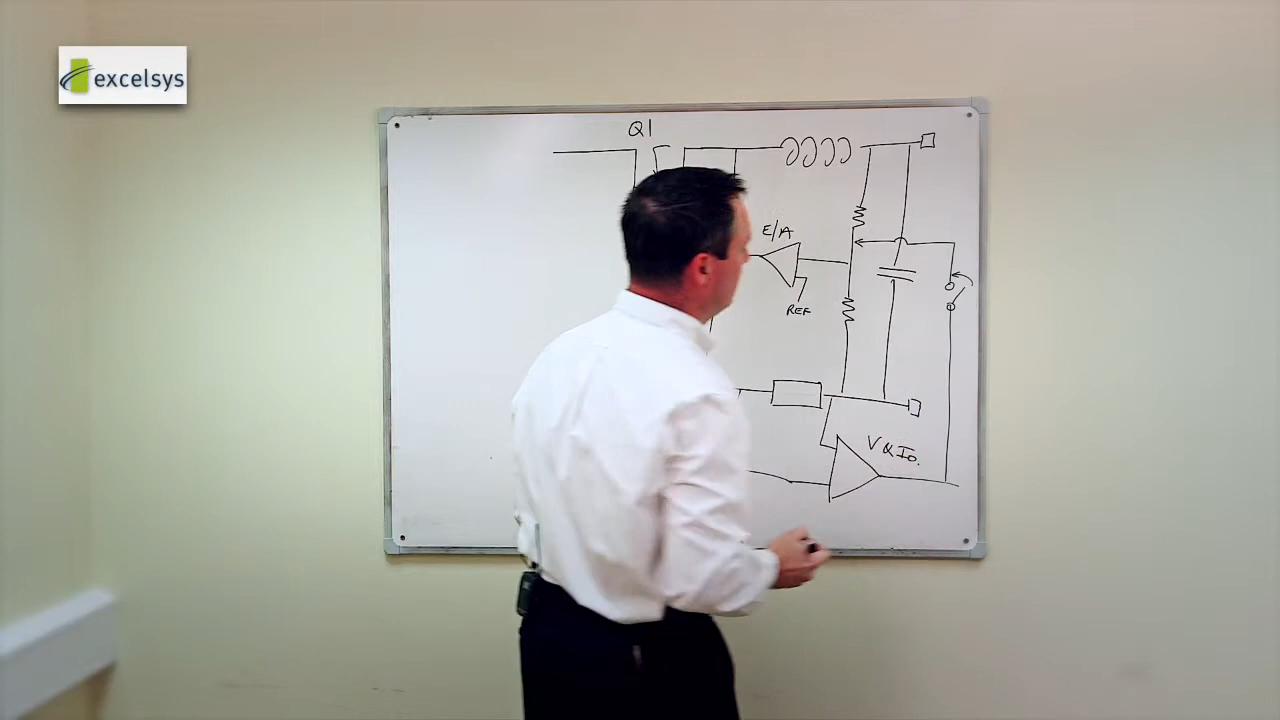 excelsys
Q1
E/A
REF
V α Io.